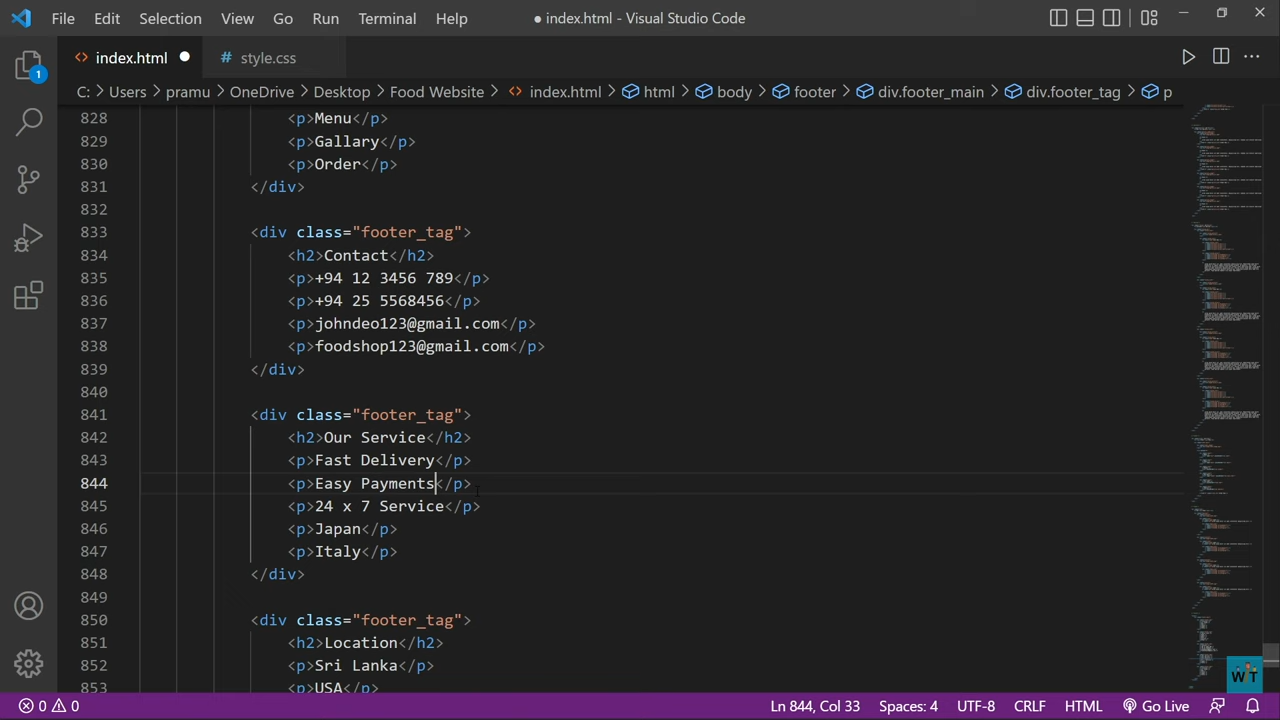 File Edit Selection View Go Run Terminal Help ● index.html - Visual Studio Code
<> index.html ● # style.css
1
C: > Users > pramu > OneDrive > Desktop > Food Website > <> index.html > html > body > footer > div.footer_main > div.footer_tag > p
828 <p>Menu</p>
829 <p>Gallary</p>
830 <p>Order</p>
831 </div>
832
833 <div class="footer_tag">
834 <h2>Contact</h2>
835 <p>+94 12 3456 789</p>
836 <p>+94 25 5568456</p>
837 <p>johndeo123@gmail.com</p>
838 <p>foodshop123@gmail.com</p>
839 </div>
840
841 <div class="footer_tag">
842 <h2>Our Service</h2>
843 <p>Fast Delivery</p>
844 <p>Easy Payments</p>
845 <p>24 x 7 Service</p>
846 <p>Japan</p>
847 <p>Italy</p>
848 </div>
849
850 <div class="footer_tag">
851 <h2>Location</h2>
852 <p>Sri Lanka</p>
853 <p>USA</p>
WT
0 0 Ln 844, Col 33 Spaces: 4 UTF-8 CRLF HTML Go Live